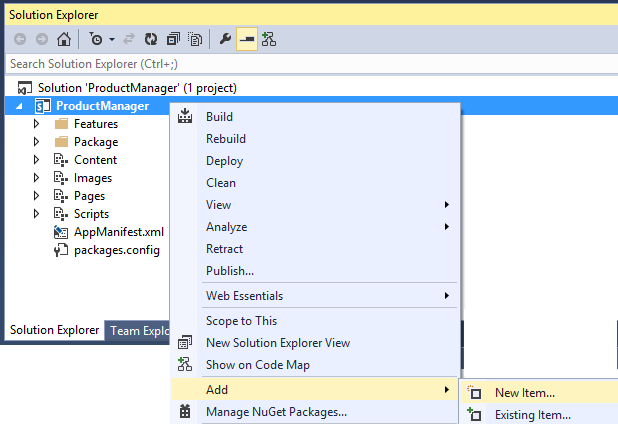 Solution Explorer
Search Solution Explorer (Ctrl+;)
Solution 'ProductManager' (1 project)
ProductManager
Features
Package
Content
Images
Pages
Scripts
AppManifest.xml
packages.config
Solution Explorer
Team Explo
Build
Rebuild
Deploy
Clean
View
Analyze
Retract
Publish...
Web Essentials
Scope to This
New Solution Explorer View
Show on Code Map
Add
Manage NuGet Packages...
New Item...
Existing Item...